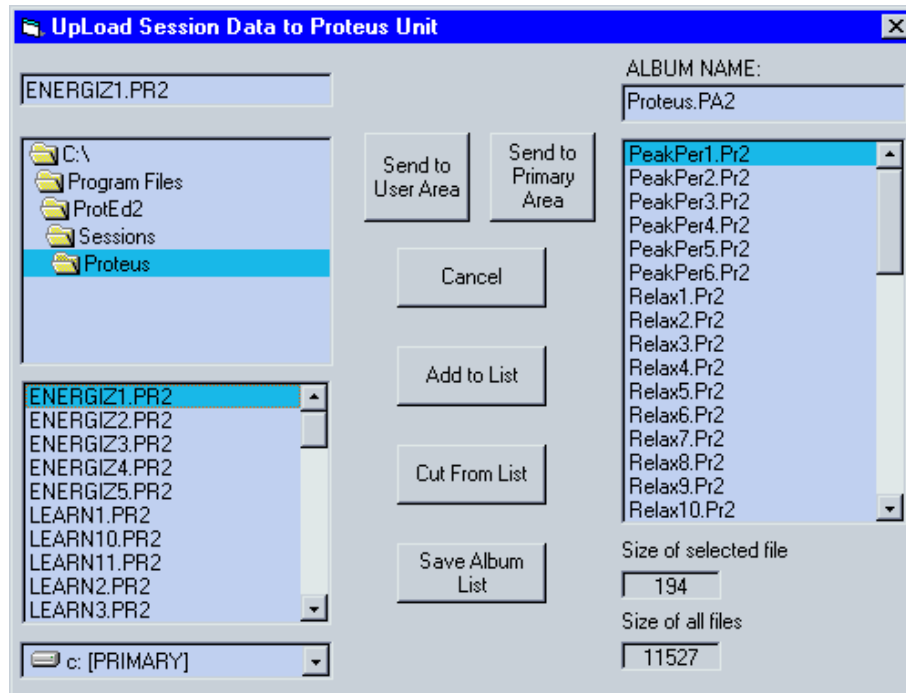 UpLoad Session Data to Proteus Unit
ENERGIZ1.PR2
C:\
Program Files
ProtEd2
Sessions
Proteus
ENERGIZ1.PR2
ENERGIZ2.PR2
ENERGIZ3.PR2
ENERGIZ4.PR2
ENERGIZ5.PR2
LEARN1.PR2
LEARN10.PR2
LEARN11.PR2
LEARN2.PR2
LEARN3.PR2
c: [PRIMARY]
Send to
User Area
Send to
Primary
Area
Cancel
Add to List
Cut From List
Save Album
List
ALBUM NAME:
Proteus.PA2
PeakPer1.Pr2
PeakPer2.Pr2
PeakPer3.Pr2
PeakPer4.Pr2
PeakPer5.Pr2
PeakPer6.Pr2
Relax1.Pr2
Relax2.Pr2
Relax3.Pr2
Relax4.Pr2
Relax5.Pr2
Relax6.Pr2
Relax7.Pr2
Relax8.Pr2
Relax9.Pr2
Relax10.Pr2
Size of selected file
194
Size of all files
11527